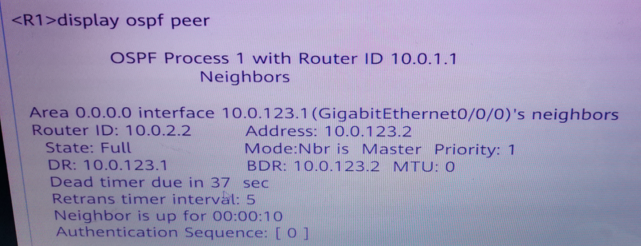 <R1>display ospf peer
OSPF Process 1 with Router ID 10.0.1.1
Neighbors
Area 0.0.0.0 interface 10.0.123.1(GigabitEthernet0/0/0)'s neighbors
Router ID: 10.0.2.2 Address: 10.0.123.2
State: Full Mode:Nbr is Master Priority: 1
DR: 10.0.123.1 BDR: 10.0.123.2 MTU: 0
Dead timer due in 37 sec
Retrans timer interval: 5
Neighbor is up for 00:00:10
Authentication Sequence: [ 0 ]